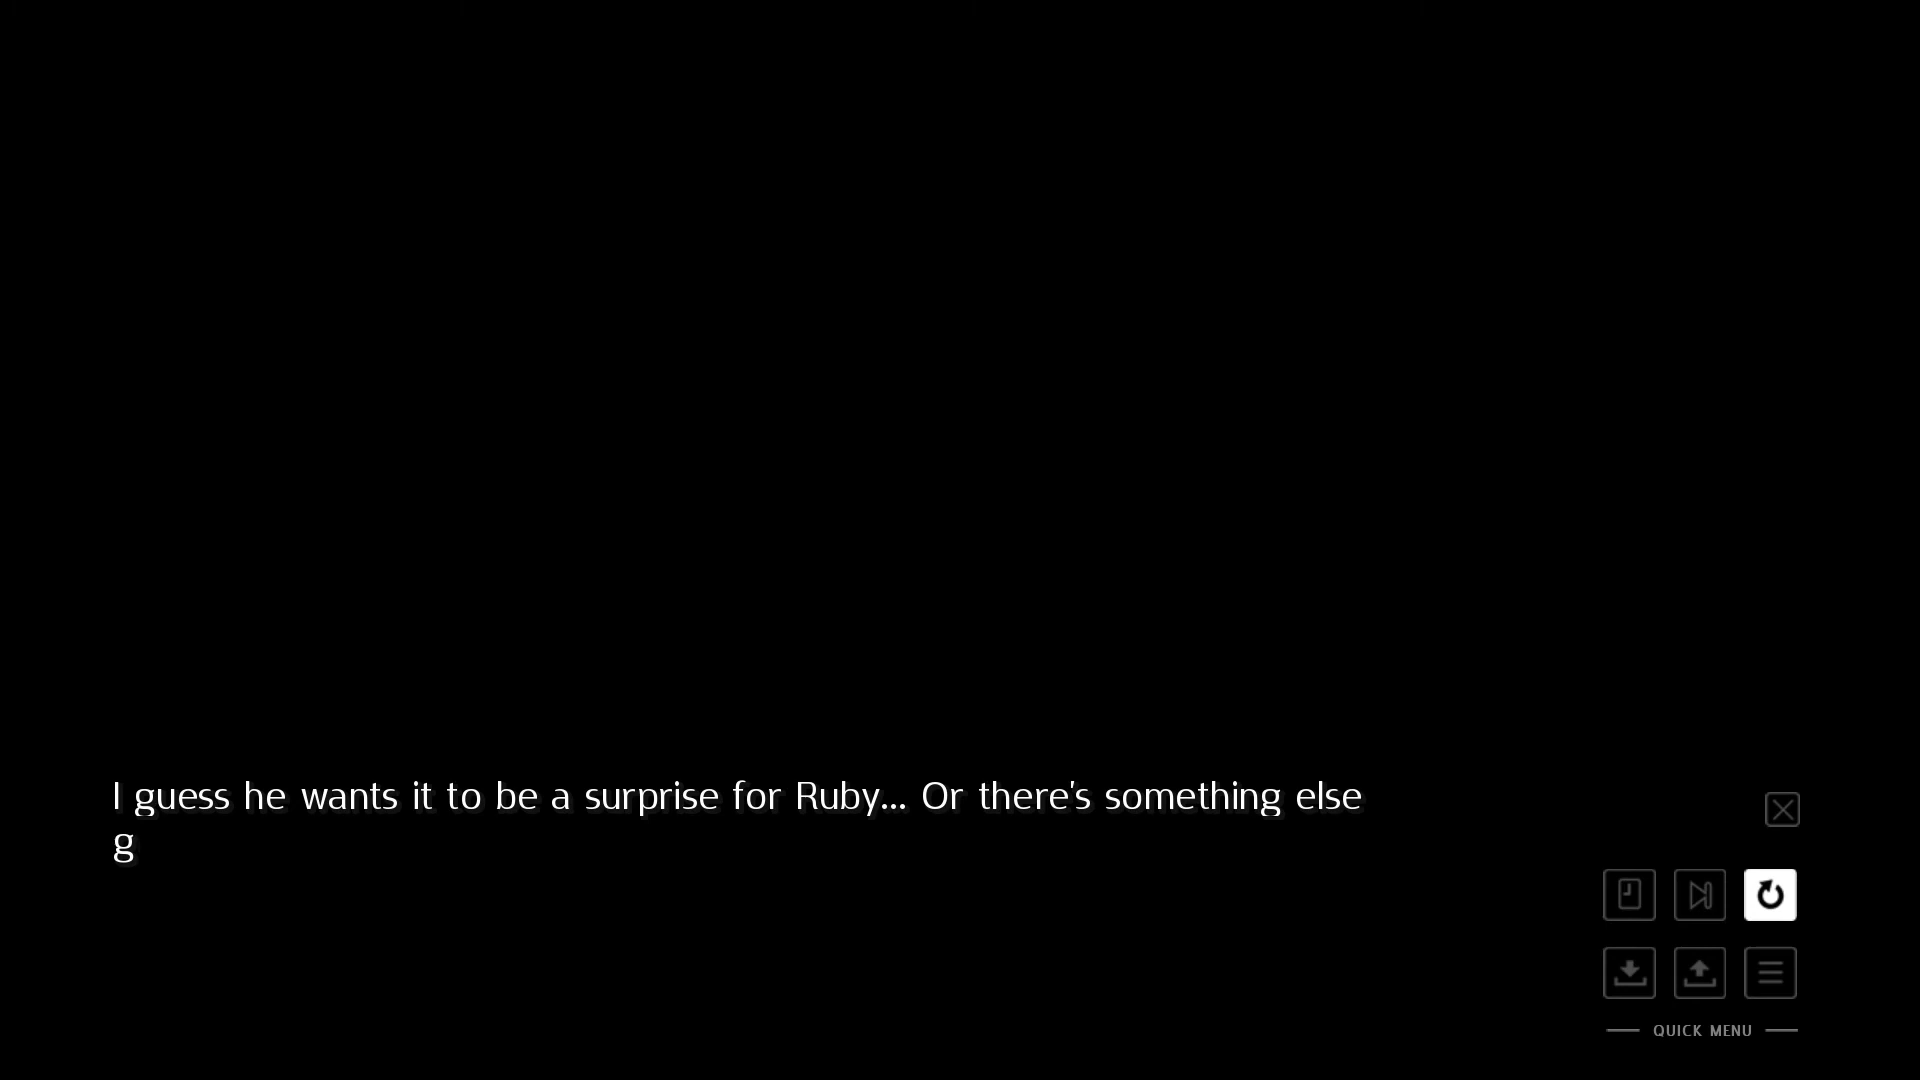 I guess he wants it to be a surprise for Ruby... Or there's something else
g
QUICK MENU